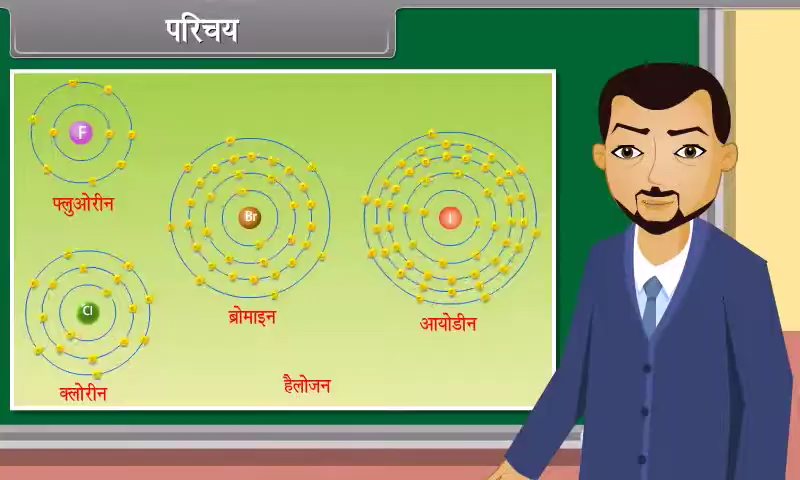 परिचय
F
फ्लुओरीन
Br
ब्रोमाइन
I
आयोडीन
Cl
क्लोरीन
हैलोजन